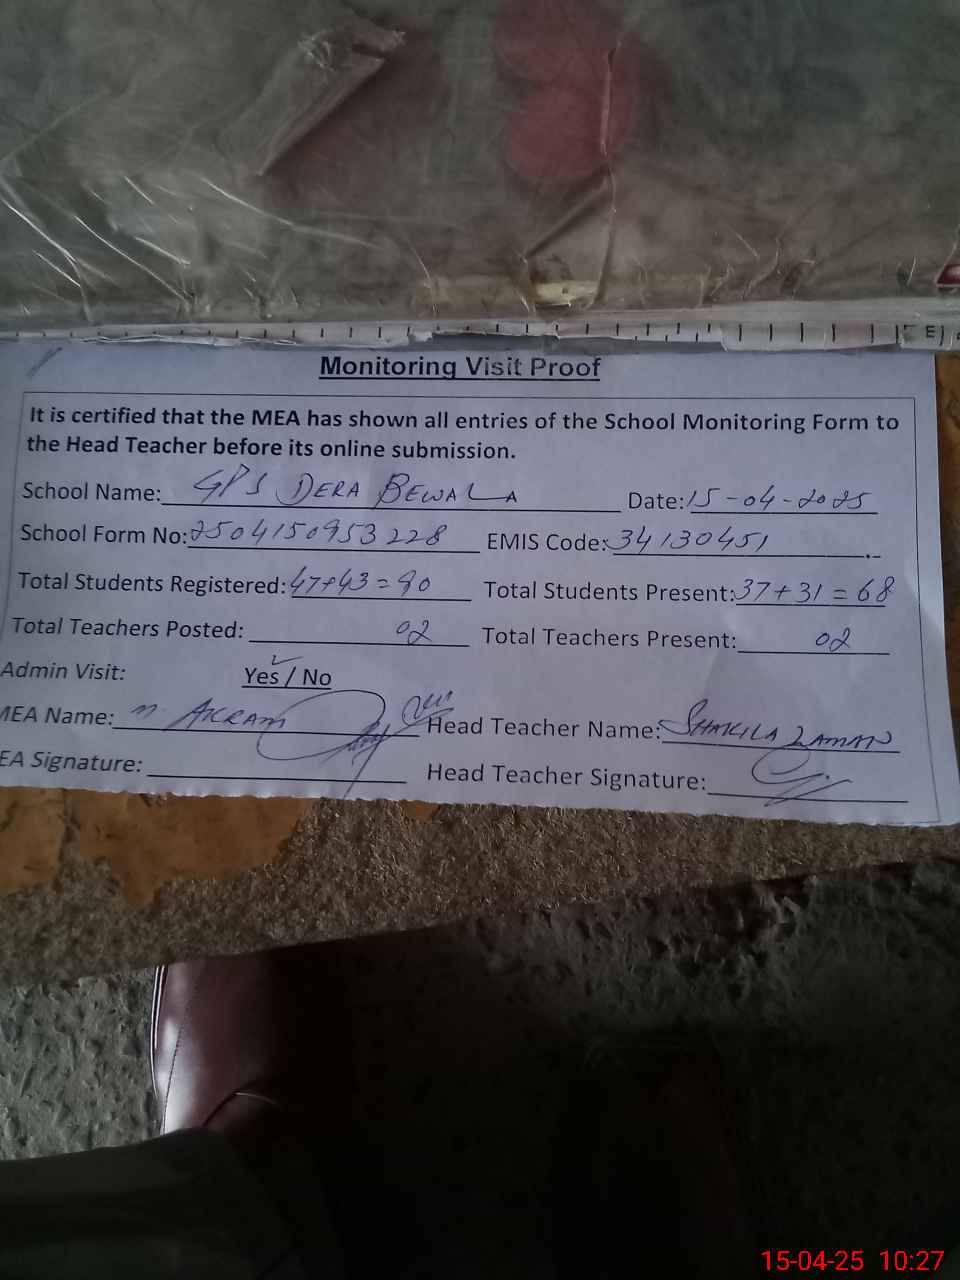 Monitoring Visit Proof
It is certified that the MEA has shown all entries of the School Monitoring Form to
the Head Teacher before its online submission.
School Name: GPS DERA BEWALA Date: 15-04-2025
School Form No: 2504150953228 EMIS Code: 34130451
Total Students Registered: 47+43=90 Total Students Present: 37+31=68
Total Teachers Posted: 02 Total Teachers Present: 02
Admin Visit: Yes / No
MEA Name: M. AKRAM Head Teacher Name: SHAKILA ZAMAN
EA Signature: Head Teacher Signature:
15-04-25 10:27